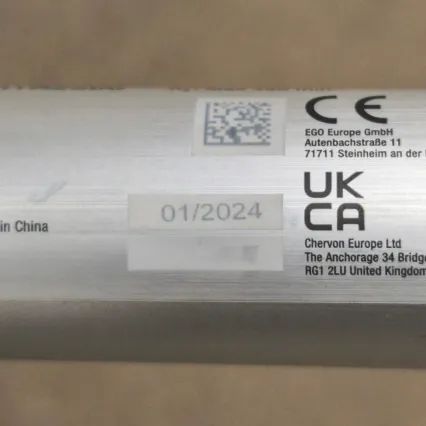 CE
EGO Europe GmbH
Autenbachstraße 11
71711 Steinheim an der
UK
CA
01/2024
in China
Chervon Europe Ltd
The Anchorage 34 Bridge
RG1 2LU United Kingdom